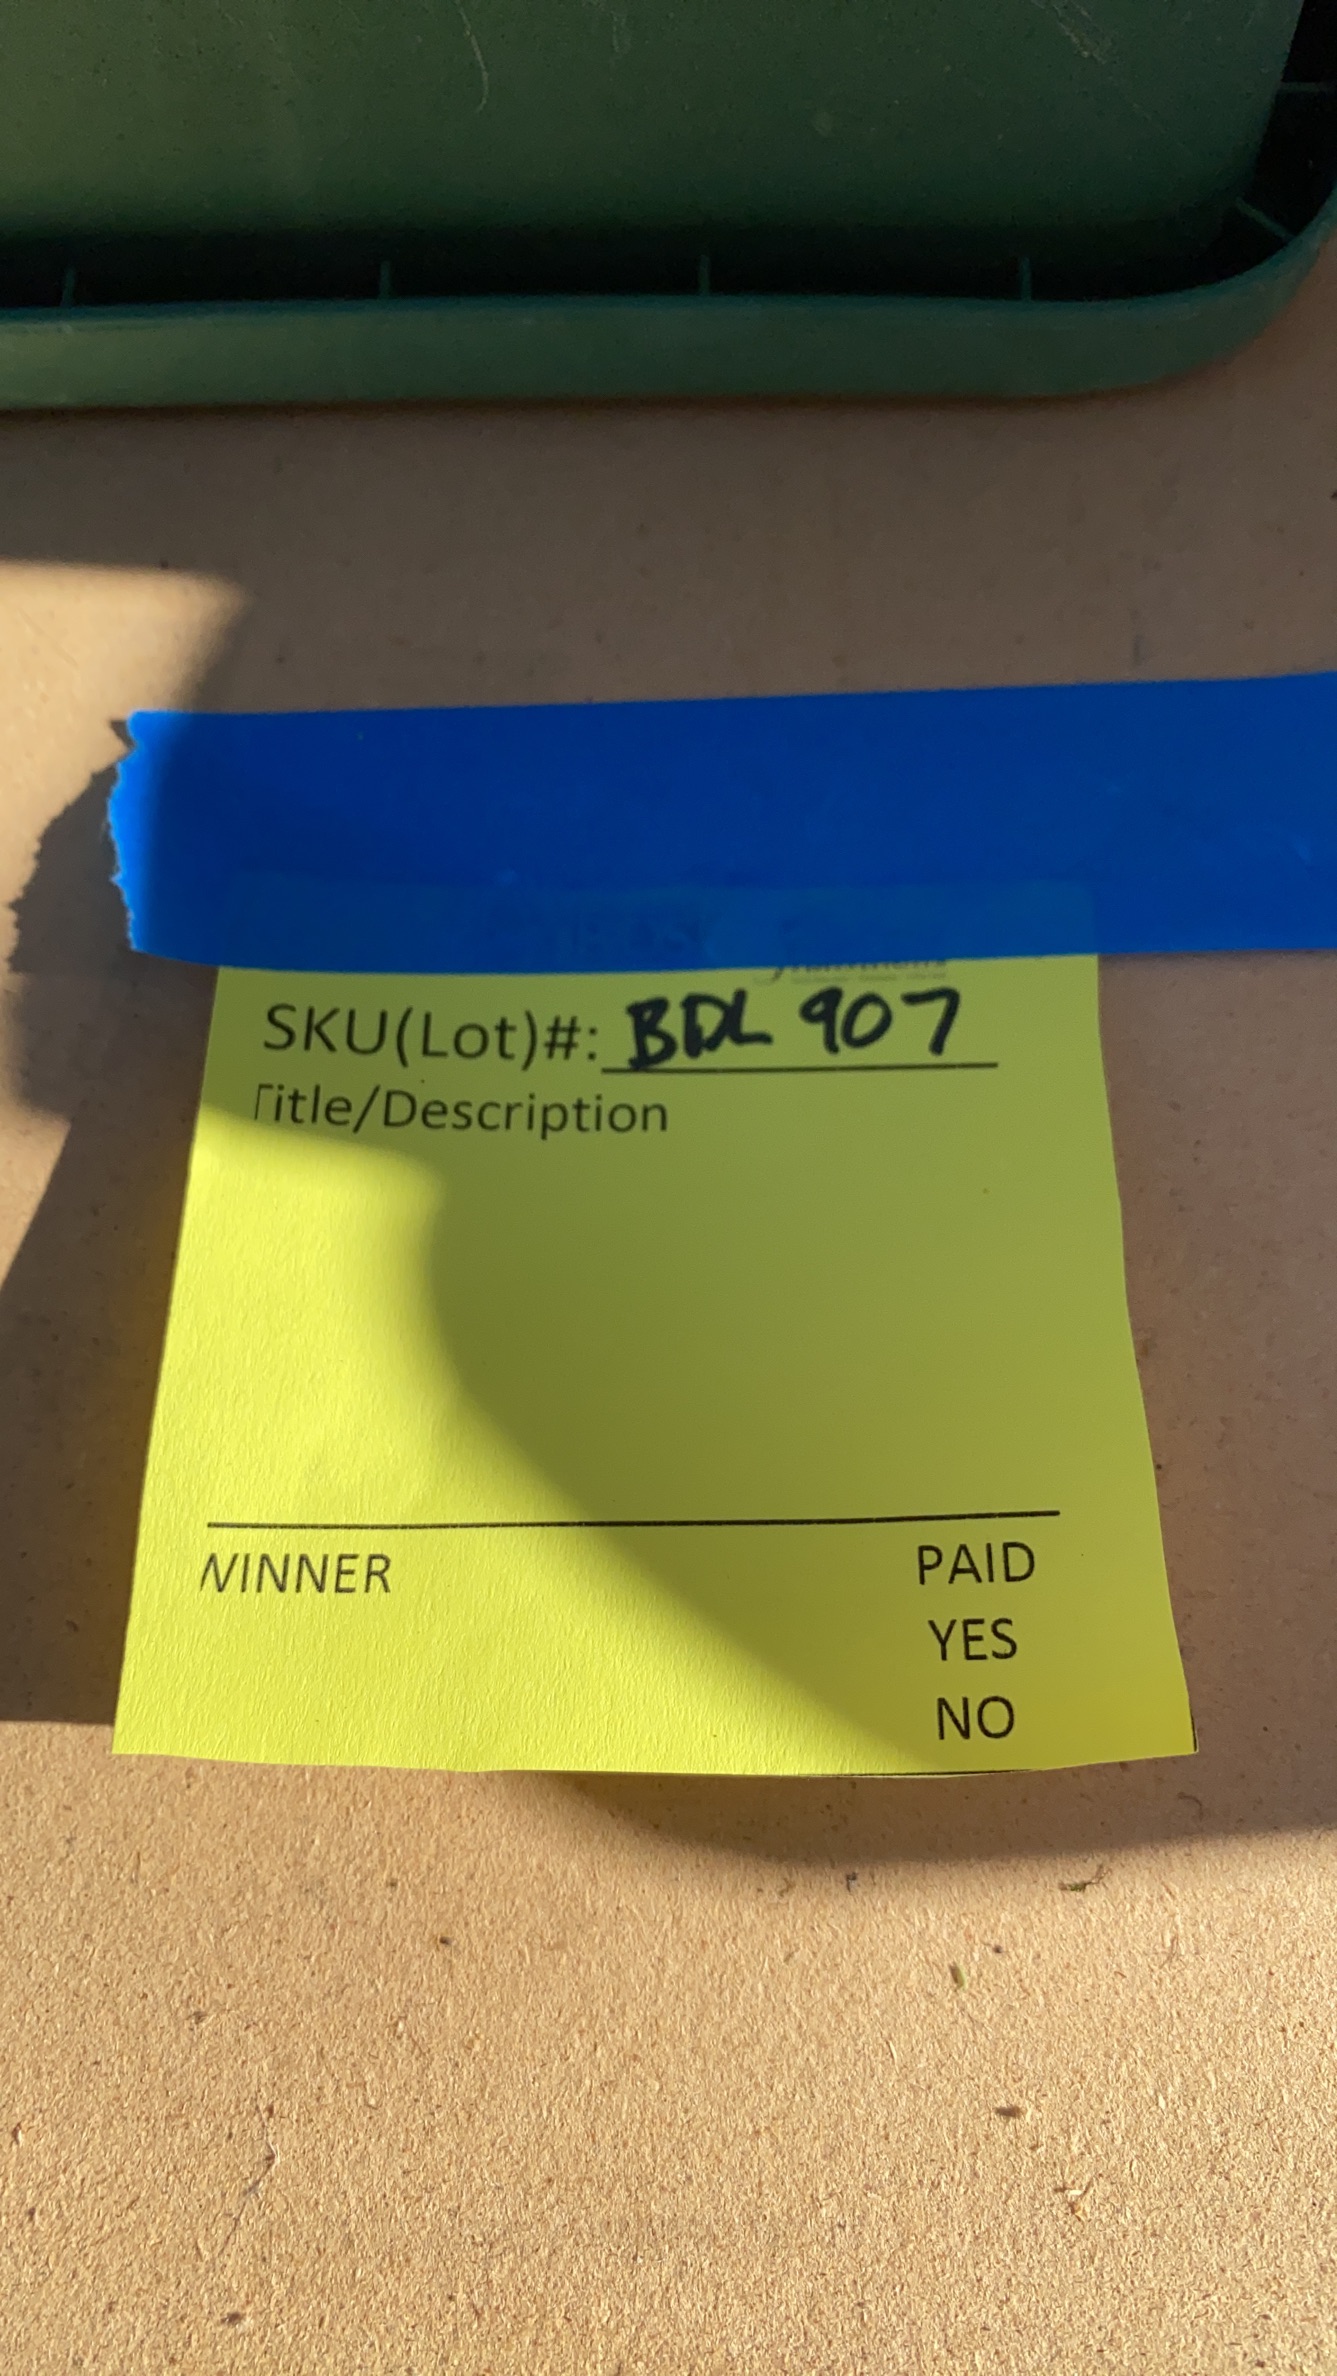 SKU(Lot)#: BDL 907
Title/Description
WINNER
PAID
YES
NO